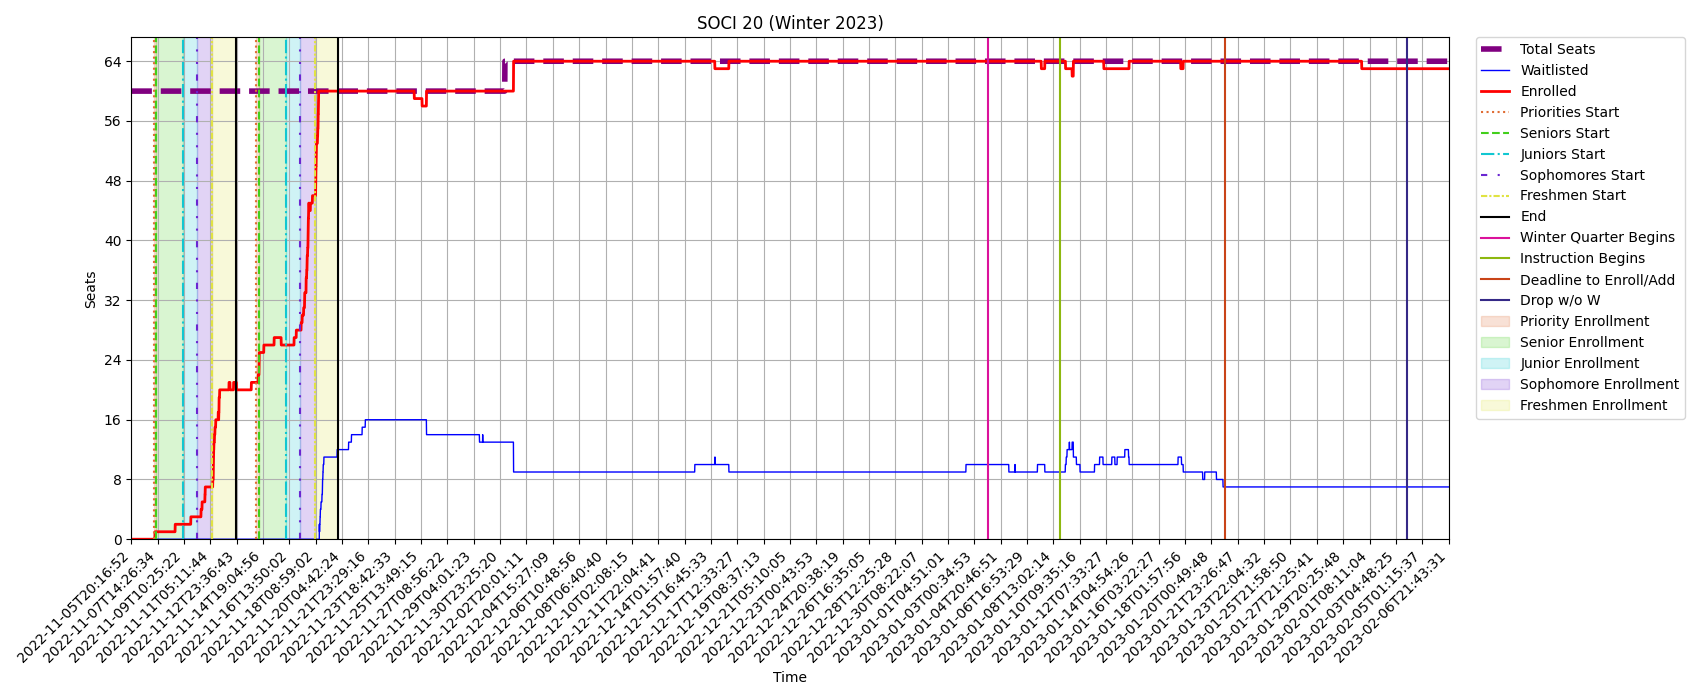 SOCI 20 (Winter 2023)
Seats
64
56
48
40
32
24
16
8
0
2022-11-05T20:16:52
2022-11-07T14:26:34
2022-11-09T10:25:22
2022-11-11T05:11:44
2022-11-12T23:36:43
2022-11-14T19:04:56
2022-11-16T13:50:02
2022-11-18T08:59:02
2022-11-20T04:42:24
2022-11-21T23:29:16
2022-11-23T18:42:33
2022-11-25T13:49:15
2022-11-27T08:56:22
2022-11-29T04:01:23
2022-11-30T23:25:20
2022-12-02T20:01:11
2022-12-04T15:27:09
2022-12-06T10:48:56
2022-12-08T06:40:40
2022-12-10T02:08:15
2022-12-11T22:04:41
2022-12-14T01:57:40
2022-12-15T16:45:33
2022-12-17T12:33:27
2022-12-19T08:37:13
2022-12-21T05:10:05
2022-12-23T00:43:53
2022-12-24T20:38:19
2022-12-26T16:35:05
2022-12-28T12:25:28
2022-12-30T08:22:07
2023-01-01T04:51:01
2023-01-03T00:34:53
2023-01-04T20:46:51
2023-01-06T16:53:29
2023-01-08T13:02:14
2023-01-10T09:35:16
2023-01-12T07:33:27
2023-01-14T04:54:26
2023-01-16T03:22:27
2023-01-18T01:57:56
2023-01-20T00:49:48
2023-01-21T23:26:47
2023-01-23T22:04:32
2023-01-25T21:58:50
2023-01-27T21:25:41
2023-01-29T20:25:48
2023-02-01T08:11:04
2023-02-03T04:48:25
2023-02-05T01:15:37
2023-02-06T21:43:31
Time
Total Seats
Waitlisted
Enrolled
Priorities Start
Seniors Start
Juniors Start
Sophomores Start
Freshmen Start
End
Winter Quarter Begins
Instruction Begins
Deadline to Enroll/Add
Drop w/o W
Priority Enrollment
Senior Enrollment
Junior Enrollment
Sophomore Enrollment
Freshmen Enrollment